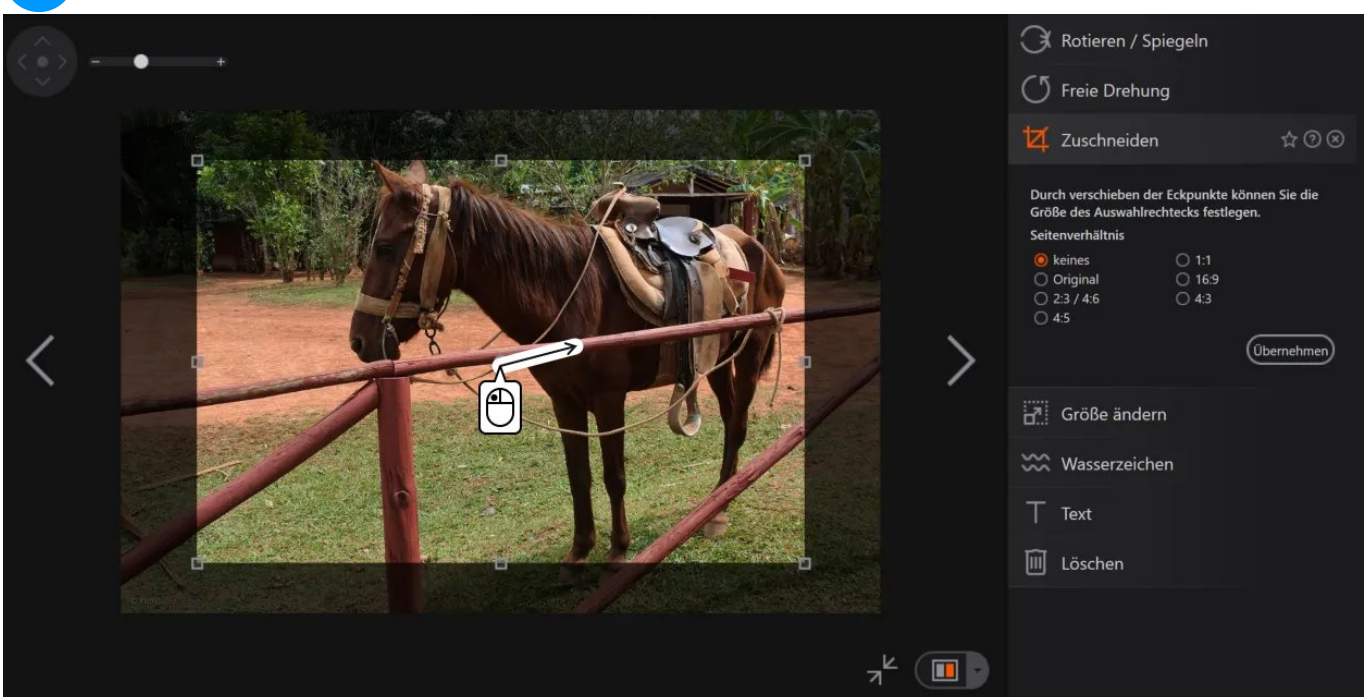 Rotieren / Spiegeln
Freie Drehung
Zuschneiden
Durch verschieben der Eckpunkte können Sie die
Größe des Auswahlrechtecks festlegen.
Seitenverhältnis
keines 1:1
Original 16:9
2:3 / 4:6 4:3
4:5
Übernehmen
Größe ändern
Wasserzeichen
Text
Löschen